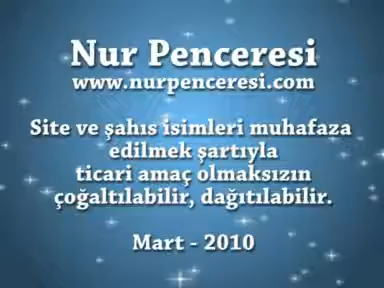 Nur Penceresi
www.nurpenceresi.com
Site ve şahıs isimleri muhafaza
edilmek şartıyla
ticari amaç olmaksızın
çoğaltılabilir, dağıtılabilir.
Mart - 2010